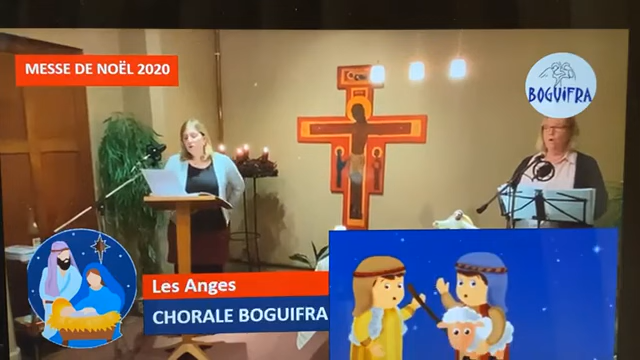 MESSE DE NOËL 2020
BOGUIFRA
Les Anges
CHORALE BOGUIFRA